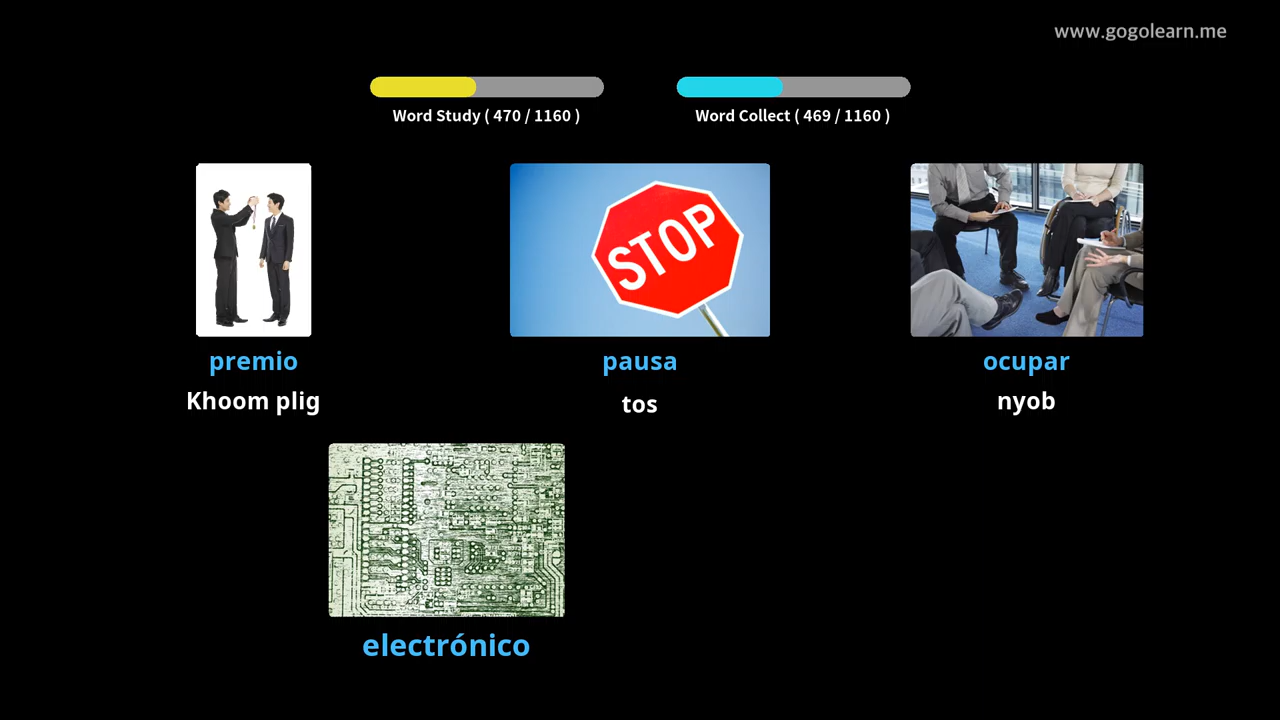 www.gogolearn.me
Word Study ( 470 / 1160 )
Word Collect ( 469 / 1160 )
STOP
premio
pausa
ocupar
Khoom plig
tos
nyob
electrónico